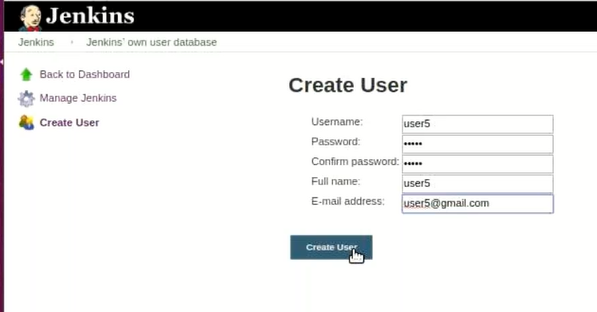 Jenkins
Jenkins · Jenkins' own user database
Back to Dashboard
Manage Jenkins
Create User
Create User
Username: user5
Password: •••••
Confirm password: •••••
Full name: user5
E-mail address: user5@gmail.com
Create User